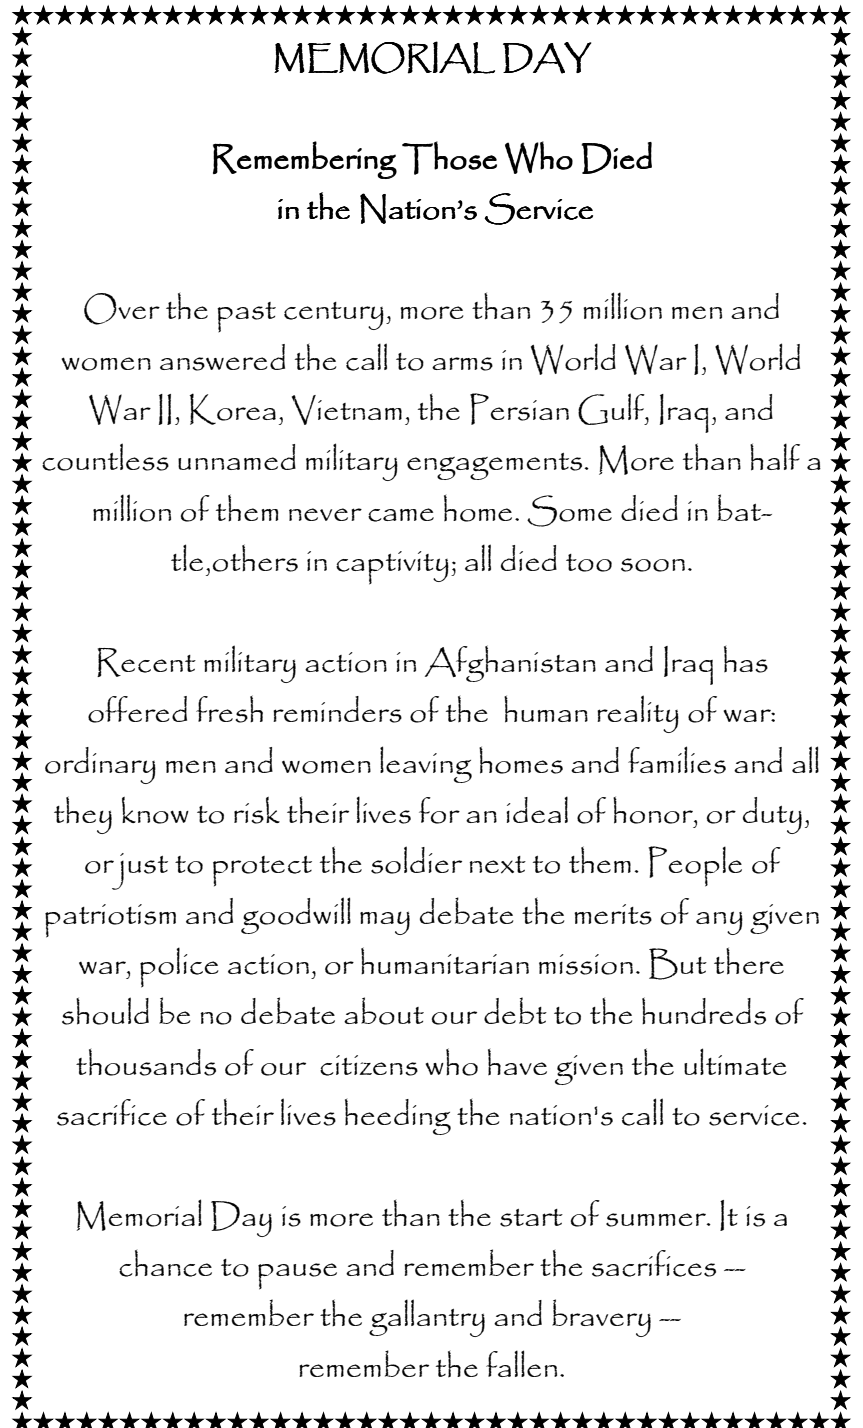 MEMORIAL DAY
Remembering Those Who Died
in the Nation's Service
Over the past century, more than 35 million men and
women answered the call to arms in World War I, World
War II, Korea, Vietnam, the Persian Gulf, Iraq, and
countless unnamed military engagements. More than half a
million of them never came home. Some died in bat-
tle,others in captivity; all died too soon.
Recent military action in Afghanistan and Iraq has
offered fresh reminders of the  human reality of war:
ordinary men and women leaving homes and families and all
they know to risk their lives for an ideal of honor, or duty,
or just to protect the soldier next to them. People of
patriotism and goodwill may debate the merits of any given
war, police action, or humanitarian mission. But there
should be no debate about our debt to the hundreds of
thousands of our  citizens who have given the ultimate
sacrifice of their lives heeding the nation's call to service.
Memorial Day is more than the start of summer. It is a
chance to pause and remember the sacrifices —
remember the gallantry and bravery —
remember the fallen.